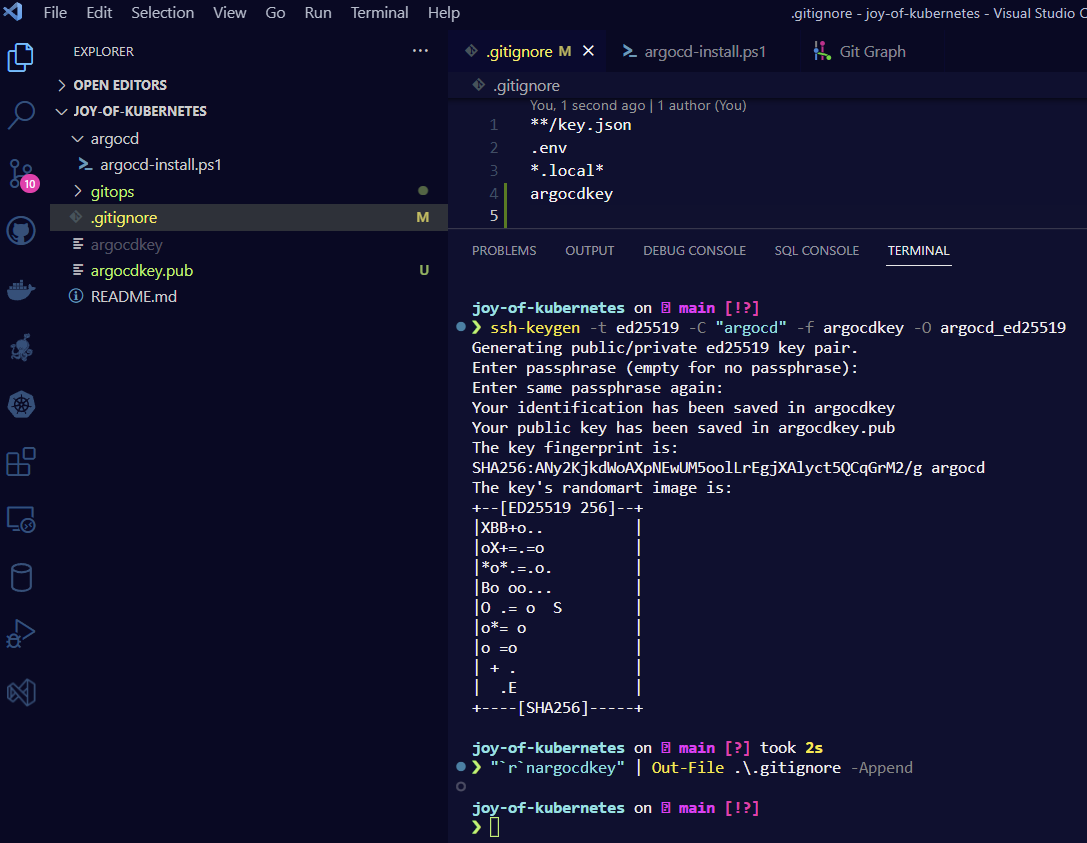 File Edit Selection View Go Run Terminal Help .gitignore - joy-of-kubernetes - Visual Studio C
EXPLORER ...
OPEN EDITORS
JOY-OF-KUBERNETES
argocd
argocd-install.ps1
gitops
.gitignore M
argocdkey
argocdkey.pub U
README.md
10
.gitignore M argocd-install.ps1 Git Graph
.gitignore
You, 1 second ago | 1 author (You)
1 **/key.json
2 .env
3 *.local*
4 argocdkey
5
PROBLEMS OUTPUT DEBUG CONSOLE SQL CONSOLE TERMINAL
joy-of-kubernetes on main [!?]
❯ ssh-keygen -t ed25519 -C "argocd" -f argocdkey -O argocd_ed25519
Generating public/private ed25519 key pair.
Enter passphrase (empty for no passphrase):
Enter same passphrase again:
Your identification has been saved in argocdkey
Your public key has been saved in argocdkey.pub
The key fingerprint is:
SHA256:ANy2KjkdWoAXpNEwUM5oolLrEgjXAlyct5QCqGrM2/g argocd
The key's randomart image is:
+--[ED25519 256]--+
|XBB+o..          |
|oX+=.=o          |
|*o*.=.o.         |
|Bo oo...         |
|O .= o  S        |
|o*= o            |
|o =o             |
| + .             |
|  .E             |
+----[SHA256]-----+
joy-of-kubernetes on main [?] took 2s
❯ "`r`nargocdkey" | Out-File .\.gitignore -Append
joy-of-kubernetes on main [!?]
❯